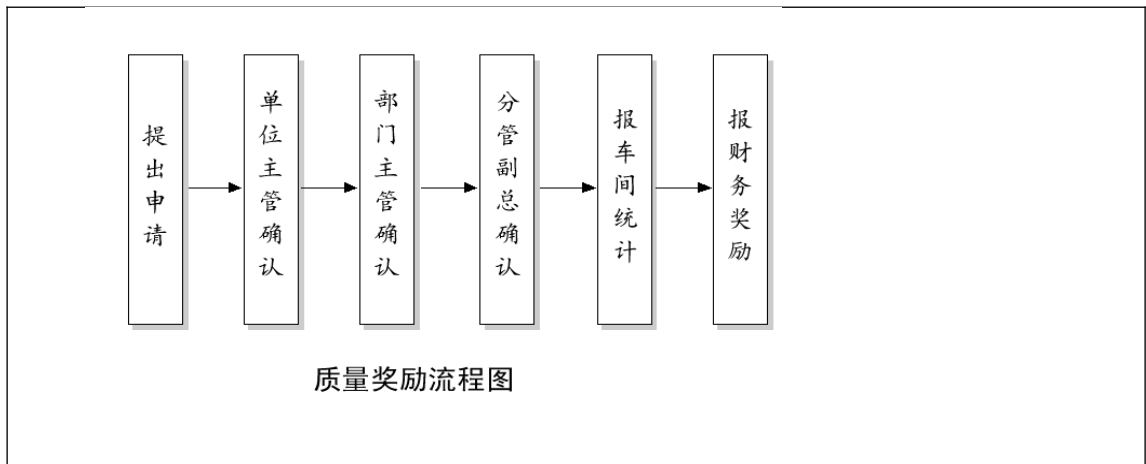 提出申请
单位主管确认
部门主管确认
分管副总确认
报车间统计
报财务奖励
质量奖励流程图